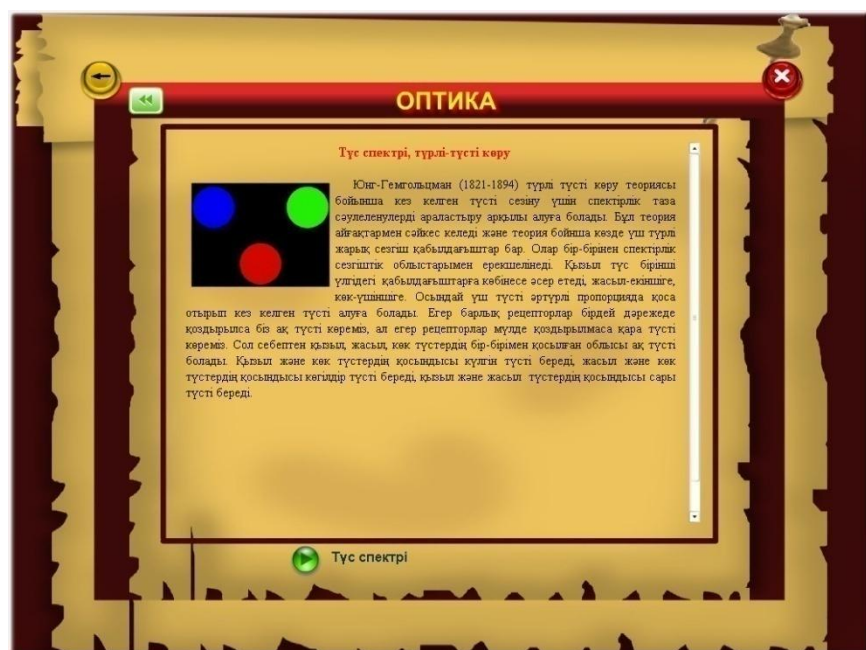 ОПТИКА
Түс спектрі, түрлі-түсті көру
Юнг-Гемгольцман (1821-1894) түрлі түсті көру теориясы
бойынша кез келген түсті сезіну үшін спектірлік таза
сәулеленулерді араластыру арқылы алуға болады. Бұл теория
айғақтармен сәйкес келеді және теория бойнша көзде үш түрлі
жарық сезгіш қабылдағыштар бар. Олар бір-бірінен спектірлік
сезгіштік облыстарымен ерекшелінеді. Қызыл түс бірінші
үлгідегі қабылдағыштарға көбінесе әсер етеді, жасыл-екіншіге,
көк-үшіншіге. Осындай үш түсті әртүрлі пропорцияда қоса
отырып кез келген түсті алуға болады. Егер барлық рецепторлар бірдей дәрежеде
қоздырылса біз ақ түсті көреміз, ал егер рецепторлар мүлде қоздырылмаса қара түсті
көреміз. Сол себептен қызыл, жасыл, көк түстердің бір-бірімен қосылған облысы ақ түсті
болады. Қызыл және көк түстердің қосындысы күлгін түсті береді, жасыл және көк
түстердің қосындысы көгілдір түсті береді, қызыл және жасыл түстердің қосындысы сары
түсті береді.
Түс спектрі